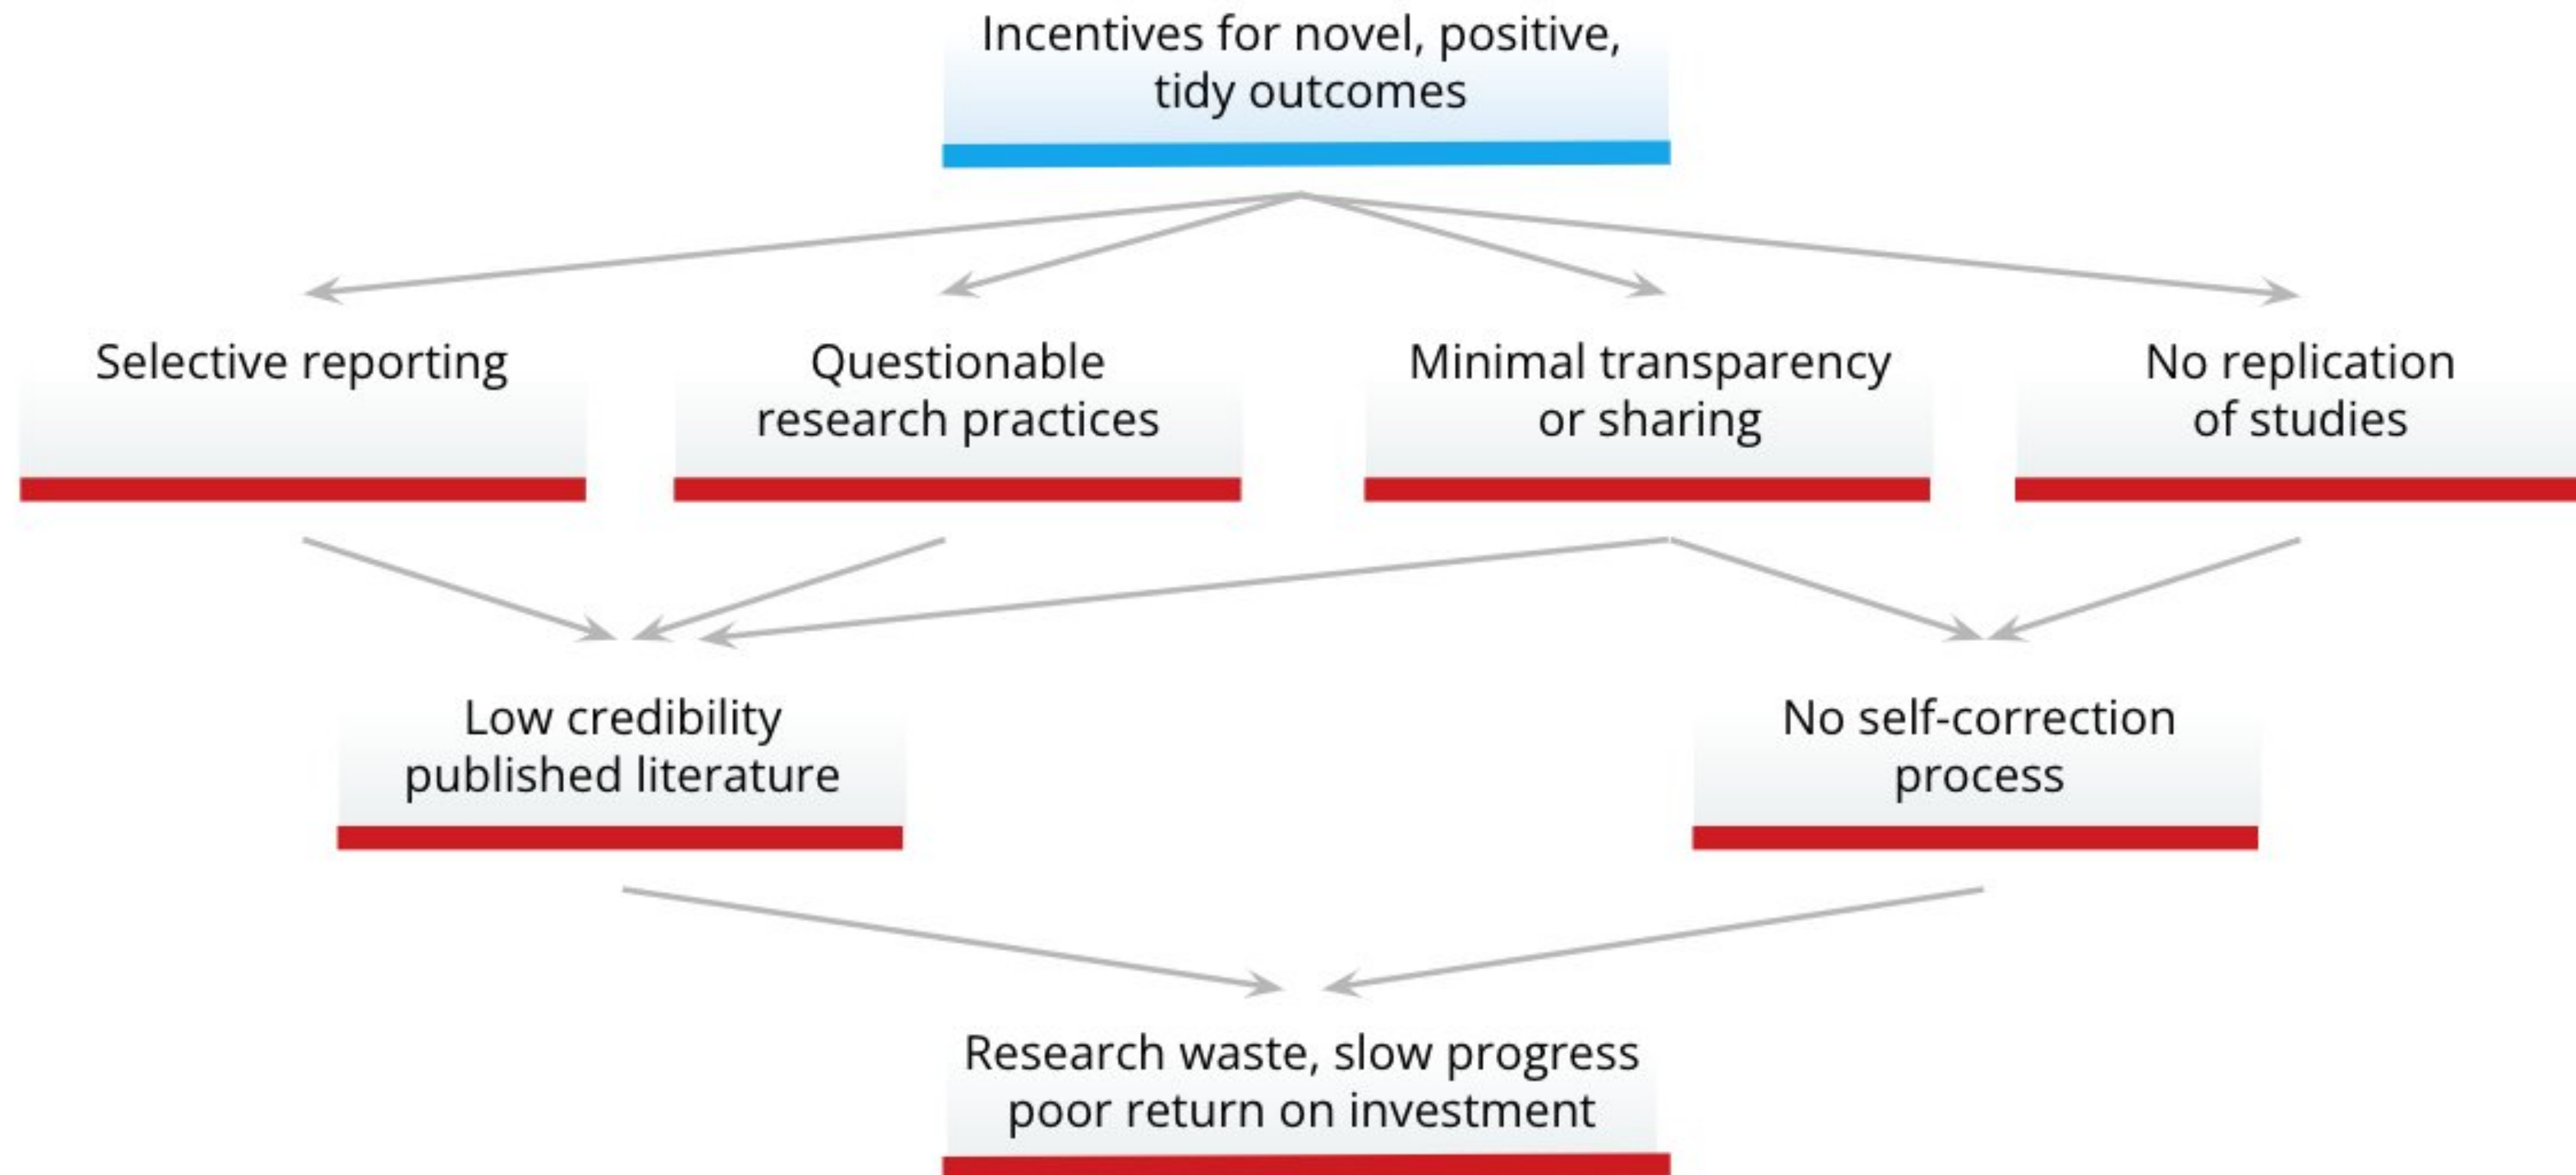 Incentives for novel, positive,
tidy outcomes
Selective reporting
Questionable
research practices
Minimal transparency
or sharing
No replication
of studies
Low credibility
published literature
No self-correction
process
Research waste, slow progress
poor return on investment